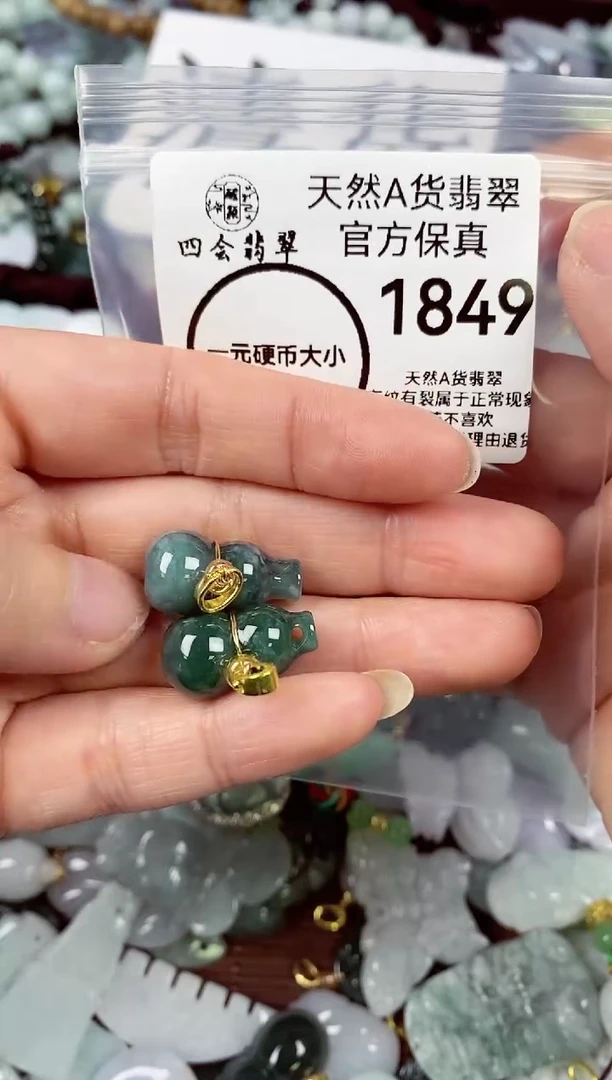 天然A货翡翠
官方保真
四会翡翠
1849
一元硬币大小
天然A货翡翠
纹有裂属于正常现象
不喜欢
理由退货